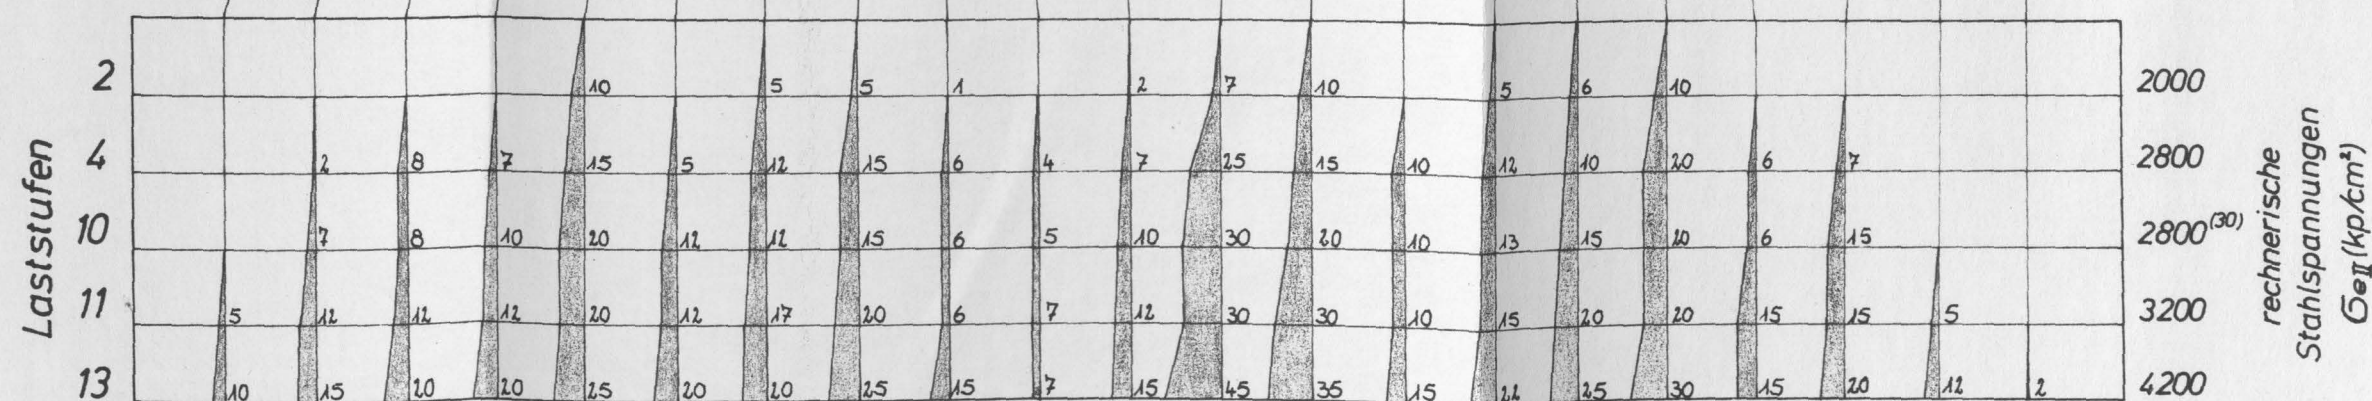 Laststufen
2 10 5 5 1 2 7 10 5 6 10 2000
4 2 8 7 15 5 12 15 6 4 7 25 15 10 12 10 20 6 7 2800
10 7 8 10 20 12 12 15 6 5 10 30 20 10 13 15 20 6 15 2800(30)
11 5 12 12 12 20 12 17 20 6 7 12 30 30 10 15 20 20 15 15 5 3200
13 10 15 20 20 25 20 20 25 15 7 15 45 35 15 22 25 30 15 20 12 2 4200
rechnerische
Stahlspannungen
σeII (kp/cm²)